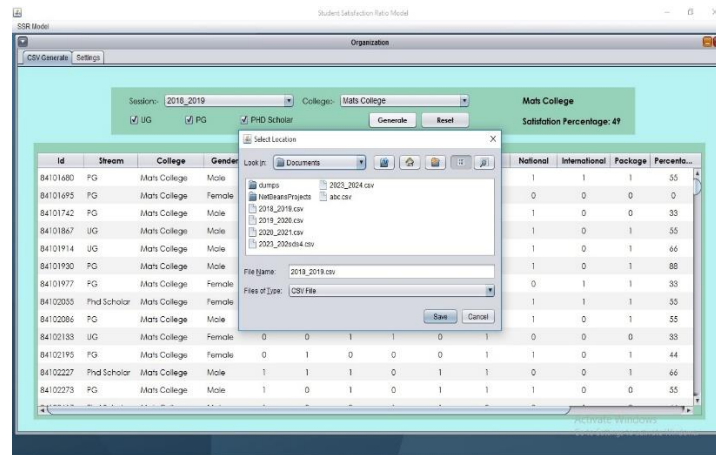 Student Satisfaction Ratio Model
SSR Model
Organization
CSV Generate Settings
Session:- 2018_2019 College:- Mats College
UG PG PHD Scholar Generate Reset
Mats College
Satisfation Percentage: 49
Select Location
Look In: Documents
dumps
NetBeansProjects
2018_2019.csv
2019_2020.csv
2020_2021.csv
2023_202sds4.csv
2023_2024.csv
abc.csv
File Name: 2018_2019.csv
Files of Type: CSV File
Save Cancel
Id Stream College Gender National International Package Percenta...
84101680 PG Mats College Male 1 1 1 55
84101695 PG Mats College Female 0 0 0 0
84101742 PG Mats College Male 1 0 0 33
84101867 UG Mats College Male 1 0 1 55
84101914 UG Mats College Male 1 0 1 66
84101930 PG Mats College Male 1 0 1 88
84101977 PG Mats College Female 0 1 1 33
84102055 Phd Scholar Mats College Female 1 1 1 55
84102086 PG Mats College Male 1 0 1 55
84102133 UG Mats College Female 0 0 1 1 0 1 0 0 0 33
84102195 PG Mats College Female 0 1 0 0 0 1 1 0 1 44
84102227 Phd Scholar Mats College Male 1 1 1 0 1 1 0 0 1 66
84102273 PG Mats College Male 1 0 1 0 1 1 1 0 0 55
Activate Windows